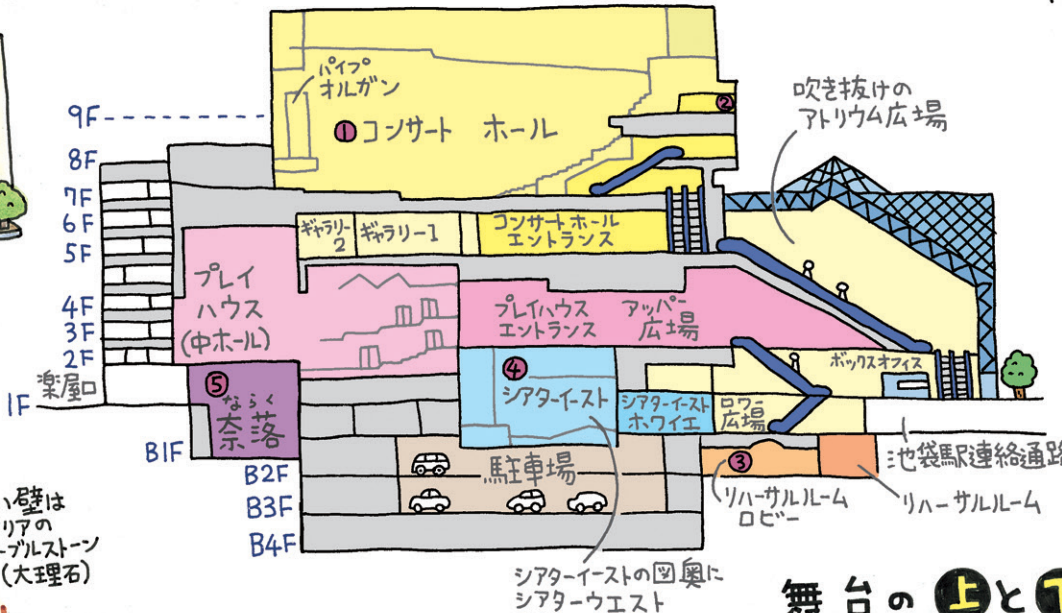 パイプ
オルガン
①コンサート ホール
②
吹き抜けの
アトリウム広場
9F
8F
7F
6F
5F
4F
3F
2F
楽屋口
1F
B1F
B2F
B3F
B4F
ギャラリー
2
ギャラリー1
コンサートホール
エントランス
プレイ
ハウス
(中ホール)
プレイハウス
エントランス
アッパー
広場
ボックスオフィス
⑤
ならく
奈落
④
シアターイースト
シアターイースト
ホワイエ
ロワー
広場
駐車場
③
リハーサルルーム
ロビー
リハーサルルーム
池袋駅連絡通路
い壁は
リアの
ーブルストーン
(大理石)
シアターイーストの図奥に
シアターウエスト
舞台の上と